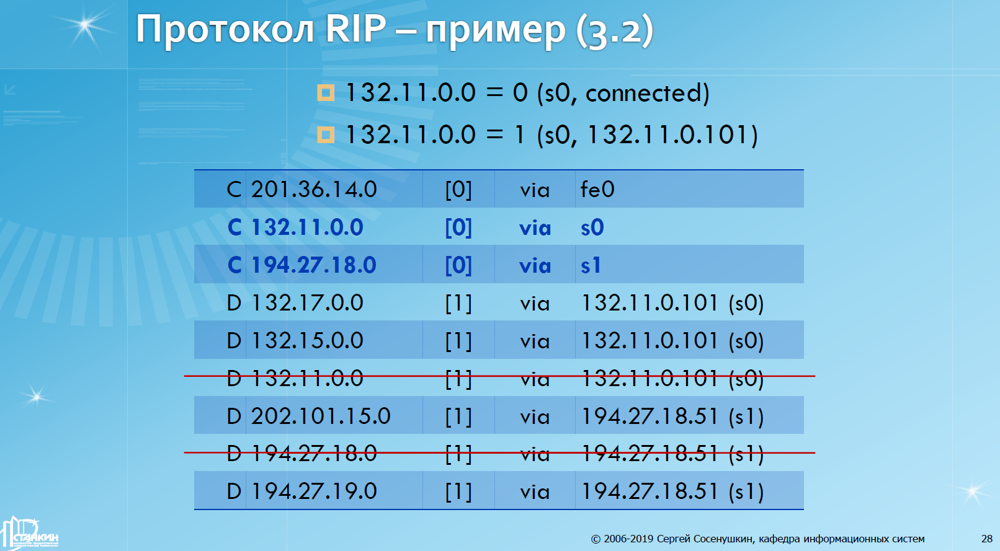 Протокол RIP – пример (3.2)
132.11.0.0 = 0 (s0, connected)
132.11.0.0 = 1 (s0, 132.11.0.101)
C 201.36.14.0 [0] via fe0
C 132.11.0.0 [0] via s0
C 194.27.18.0 [0] via s1
D 132.17.0.0 [1] via 132.11.0.101 (s0)
D 132.15.0.0 [1] via 132.11.0.101 (s0)
D 132.11.0.0 [1] via 132.11.0.101 (s0)
D 202.101.15.0 [1] via 194.27.18.51 (s1)
D 194.27.18.0 [1] via 194.27.18.51 (s1)
D 194.27.19.0 [1] via 194.27.18.51 (s1)
СТАНКИН
© 2006-2019 Сергей Сосенушкин, кафедра информационных систем 28